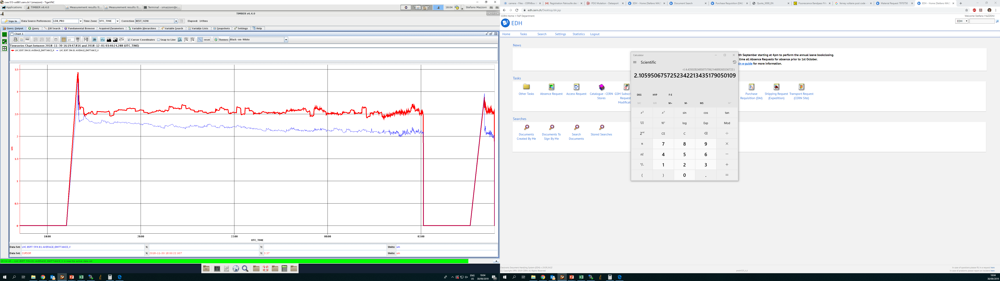 cwe-513-vol861.cern.ch:1 (smazzoni) - TigerVNC
Applications TIMBER v6.4.0 Measurement results (t... Measurement results (t... Terminal - smazzoni@c... 18:04 Stefano Mazzoni
TIMBER v6.4.0
Sign In Data Source Preferences: LDB_PRO Time Zone: UTC_TIME Correction BEST_NOW Elapsed: 149ms
Query Output Query Fill Search Fundamental Browser Acquired Parameters Variable Hierarchies Variable Search Variable Lists Snapshots Settings Help
Chart 1
PNG 10 2D Cursor Coordinates Snap to Line reset Themes: Black-on-White
Timeseries Chart between 2018-11-30 16:19:47.816 and 2018-12-01 03:40:24.288 (UTC_TIME)
LHC.BSRT.5R4.B1:AVERAGE_EMITTANCE_H LHC.BSRT.5R4.B1:AVERAGE_EMITTANCE_V
3.5
3
2.5
2
um
1.5
1
0.5
0
18:00 20:00 22:00 00:00 02:00
UTC_TIME
Data Set: LHC.BSRT.5R4.B1:AVERAGE_EMITTANCE_V X: Y: Units: um
Data Set: CURSOR X: 2018-11-30 18:00:22.937 Y: 3.37 Units: um
18:04:46 - LHC.BSRT.5R4.B1:AVERAGE_EMITTANCE_V is now the active data set
ENG
US
18:04
30/09/2019
20
camera - Files - CERNBox Registration Patrouille des PDG Mutation - Datasport EDH - Home (Stefano MAZ Document Search Purchase Requisition (DAI) Quote_3000_EN Fluorescence Bandpass Filt ferney voltaire post code - Material Request 7970750 EDH - Home (Stefano MAZ
edh.cern.ch/Desktop/dir.jsp
CERN Home > FAP Department Welcome Stefano MAZZONI
EDH EDH
Home Tasks Search Settings Statistics Logout
News
0th September starting at 4pm to perform the annual leave bookclosing.
time all Absence Requests for absence prior to 1st October.
in e-guide for more information.
Tasks
Other Tasks
Absence Request
Access Request
Catalogue - CERN
Stores
GSM Subscri
Request
Modificat
Purchase
Requisition (DAI)
Shipping Request
(Expedition)
Transport Request
(CERN Site)
Searches
Documents
Created By Me
Documents To
Sign By Me
Search
Documents
Stored Searches
Calculator
Scientific
√( 4.4350282485875706214689265536723 )
2.1059506757252342213435179050109
DEG HYP F-E
MC MR M+ M- MS M
x² xʸ sin cos tan
²√x 10ˣ log Exp Mod
2ⁿᵈ CE C ÷
π 7 8 9 ×
n! 4 5 6 −
+/− 1 2 3 +
( ) 0 . =
Electronic Document Handling System (EDH) v.19.09.24.02
(C) Copyright 1991-2019 CERN. All Rights Reserved
In case of questions please fill in a request here
In case of problems please report an incident here
18:04
30/09/2019